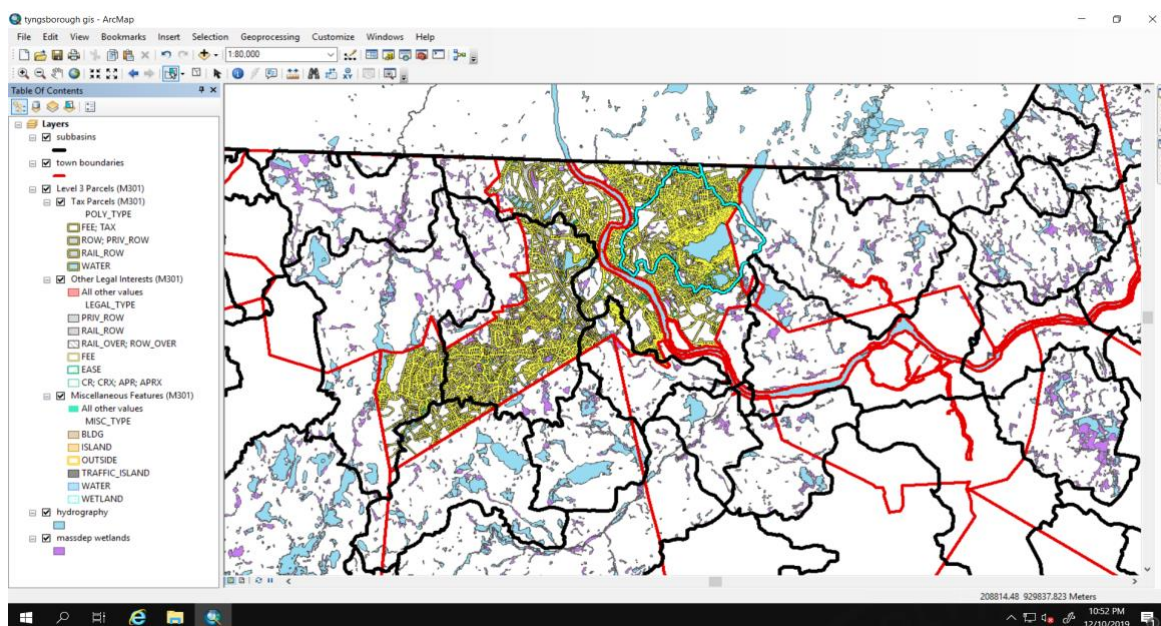 tyngsborough gis - ArcMap
File Edit View Bookmarks Insert Selection Geoprocessing Customize Windows Help
1:80,000
Table Of Contents
Layers
subbasins
town boundaries
Level 3 Parcels (M301)
Tax Parcels (M301)
POLY_TYPE
FEE; TAX
ROW; PRIV_ROW
RAIL_ROW
WATER
Other Legal Interests (M301)
All other values
LEGAL_TYPE
PRIV_ROW
RAIL_ROW
RAIL_OVER; ROW_OVER
FEE
EASE
CR; CRX; APR; APRX
Miscellaneous Features (M301)
All other values
MISC_TYPE
BLDG
ISLAND
OUTSIDE
TRAFFIC_ISLAND
WATER
WETLAND
hydrography
massdep wetlands
208814.48 929837.823 Meters
10:52 PM
12/10/2019